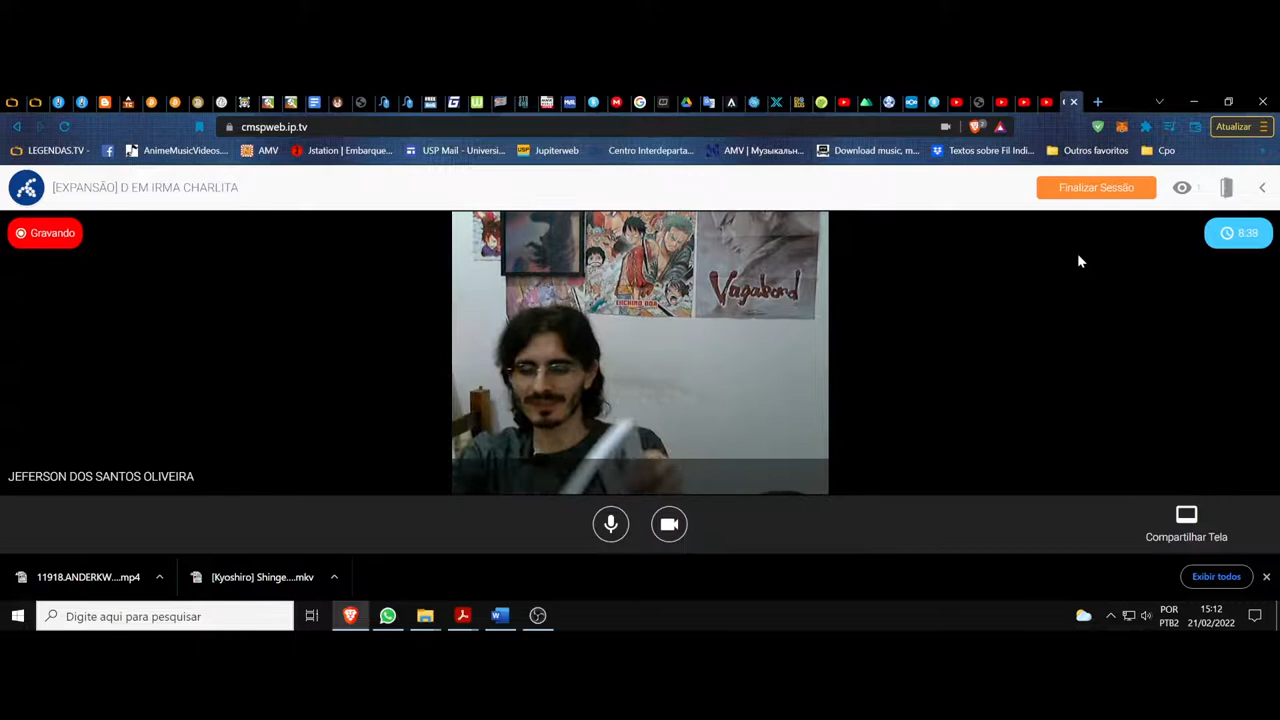 cmspweb.ip.tv
Atualizar
LEGENDAS.TV -
AnimeMusicVideos...
AMV
Jstation | Embarque...
USP Mail - Universi...
Jupiterweb
Centro Interdeparta...
AMV | Музыкальн...
Download music, m...
Textos sobre Fil Indi...
Outros favoritos
Cpo
[EXPANSÃO] D EM IRMA CHARLITA
Finalizar Sessão
Gravando
8:38
Vagabond
JEFERSON DOS SANTOS OLIVEIRA
Compartilhar Tela
11918.ANDERKW....mp4
[Kyoshiro] Shinge....mkv
Exibir todos
Digite aqui para pesquisar
POR
PTB2
15:12
21/02/2022